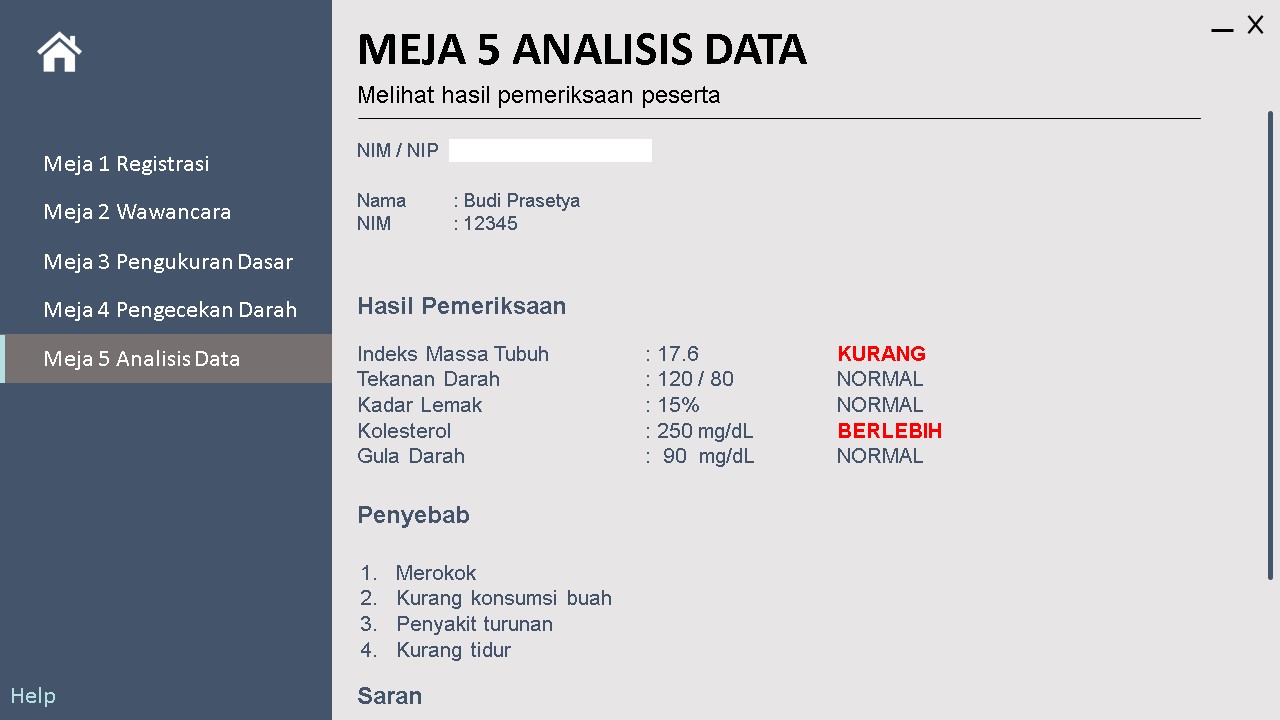 MEJA 5 ANALISIS DATA
Melihat hasil pemeriksaan peserta
Meja 1 Registrasi
Meja 2 Wawancara
Meja 3 Pengukuran Dasar
Meja 4 Pengecekan Darah
Meja 5 Analisis Data
Help
NIM / NIP
Nama : Budi Prasetya
NIM : 12345
Hasil Pemeriksaan
Indeks Massa Tubuh : 17.6 KURANG
Tekanan Darah : 120 / 80 NORMAL
Kadar Lemak : 15% NORMAL
Kolesterol : 250 mg/dL BERLEBIH
Gula Darah : 90 mg/dL NORMAL
Penyebab
1. Merokok
2. Kurang konsumsi buah
3. Penyakit turunan
4. Kurang tidur
Saran